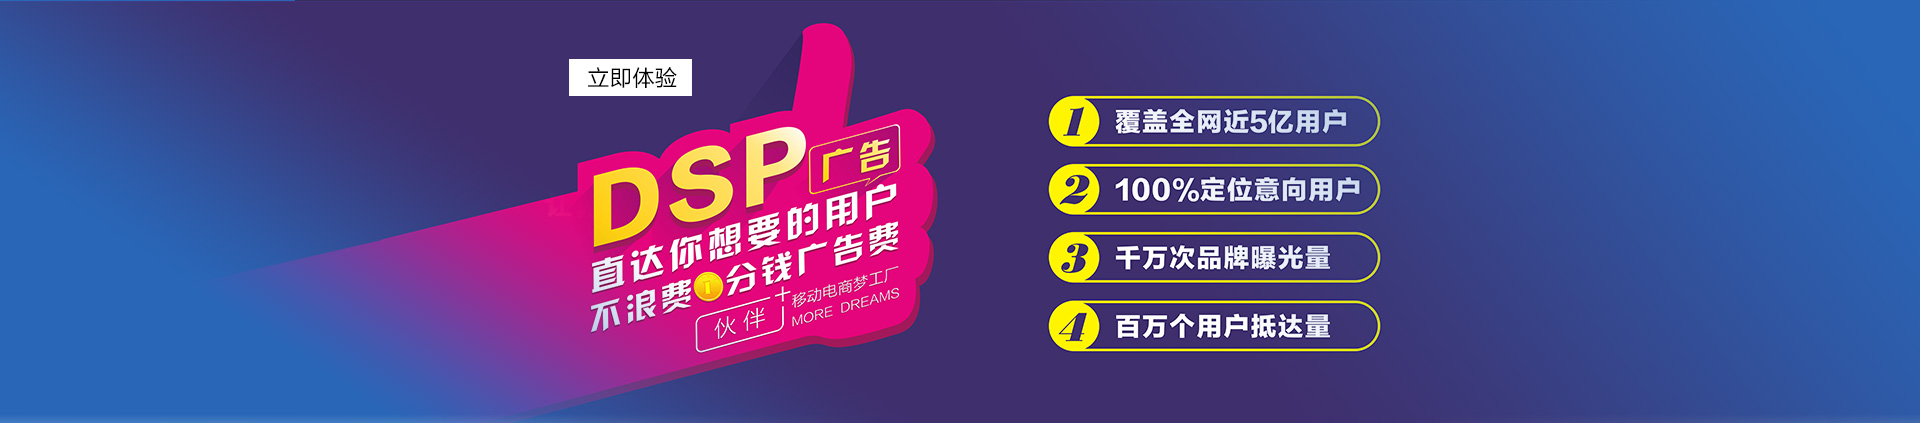 立即体验
DSP广告
直达你想要的用户
不浪费1分钱广告费
伙伴+移动电商梦工厂
MORE DREAMS
1 覆盖全网近5亿用户
2 100%定位意向用户
3 千万次品牌曝光量
4 百万个用户抵达量